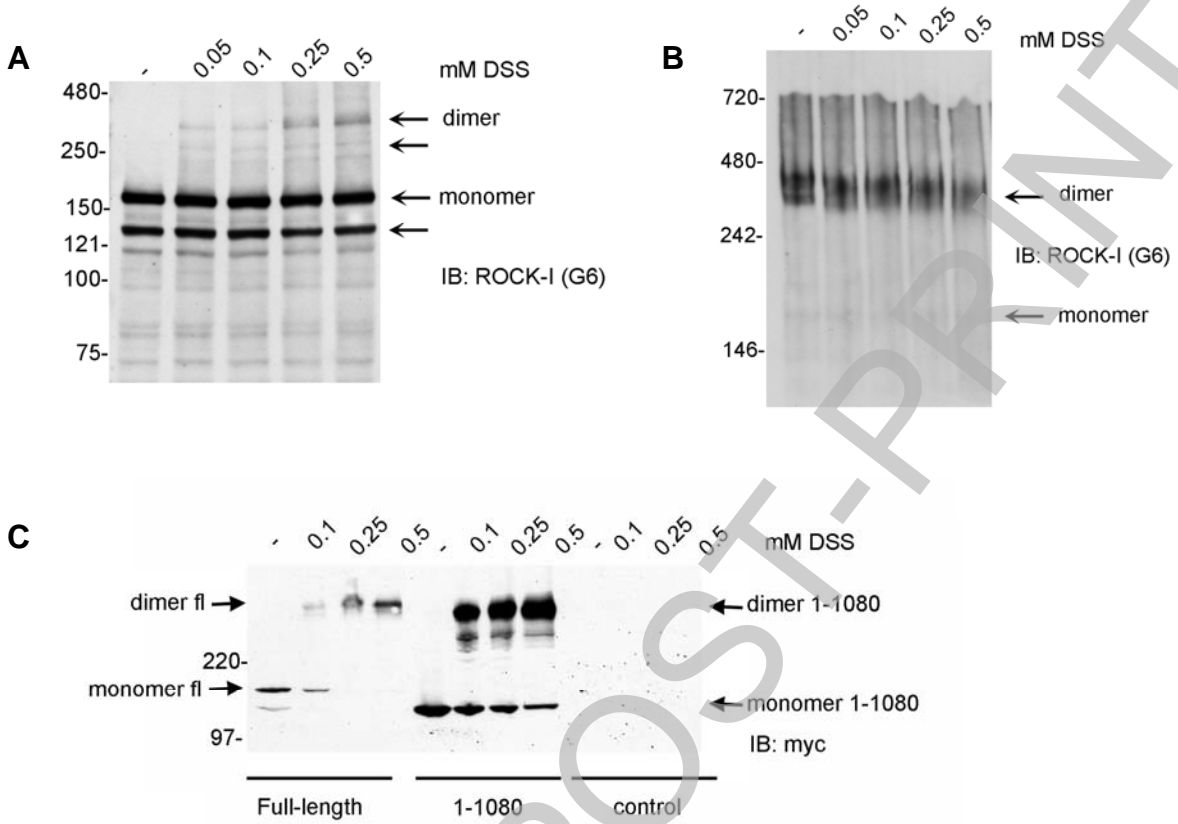 A
- 0.05 0.1 0.25 0.5 mM DSS
480-
dimer
250-
monomer
150-
121-
100-
IB: ROCK-I (G6)
75-
B
- 0.05 0.1 0.25 0.5 mM DSS
720-
480-
dimer
242-
IB: ROCK-I (G6)
monomer
146-
C
- 0.1 0.25 0.5 - 0.1 0.25 0.5 - 0.1 0.25 0.5 mM DSS
dimer fl
dimer 1-1080
220-
monomer fl
monomer 1-1080
97-
IB: myc
Full-length 1-1080 control
POST-PRINT